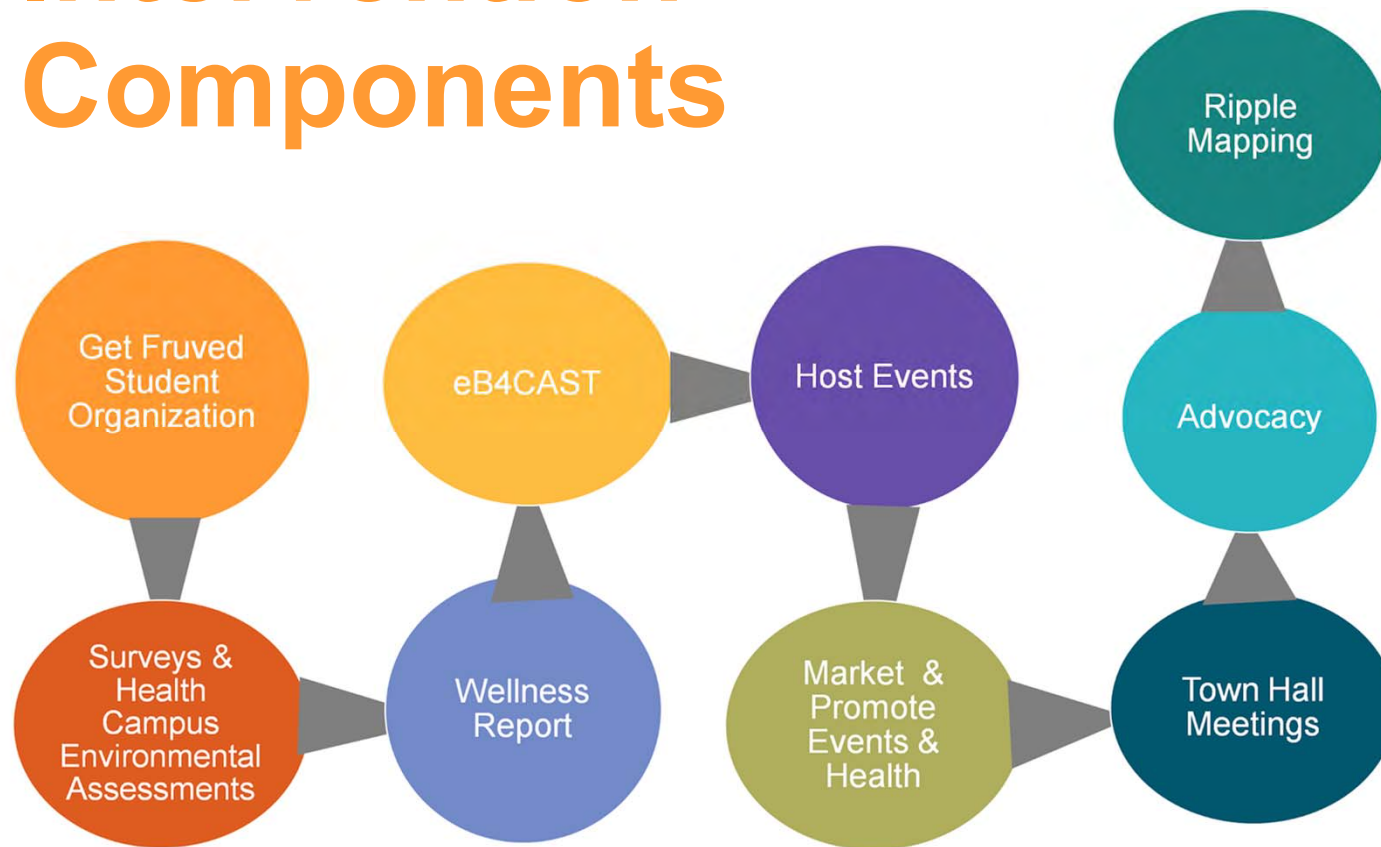 Intervention
Components
Ripple
Mapping
Get Fruved
Student
Organization
eB4CAST
Host Events
Advocacy
Surveys &
Health
Campus
Environmental
Assessments
Wellness
Report
Market  &
Promote
Events &
Health
Town Hall
Meetings